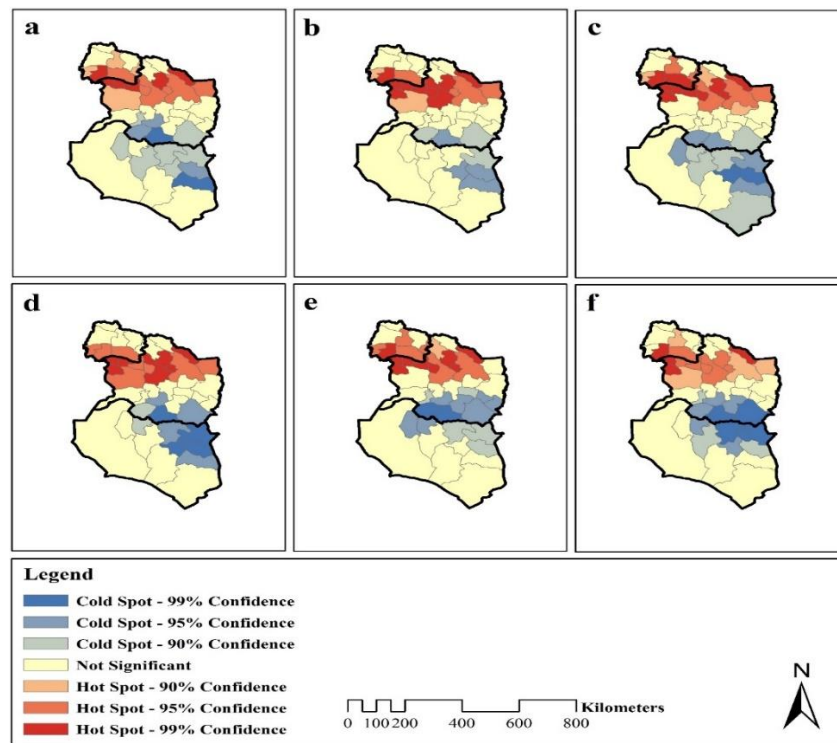 a
b
c
d
e
f
Legend
Cold Spot - 99% Confidence
Cold Spot - 95% Confidence
Cold Spot - 90% Confidence
Not Significant
Hot Spot - 90% Confidence
Hot Spot - 95% Confidence
Hot Spot - 99% Confidence
Kilometers
0 100 200 400 600 800
N